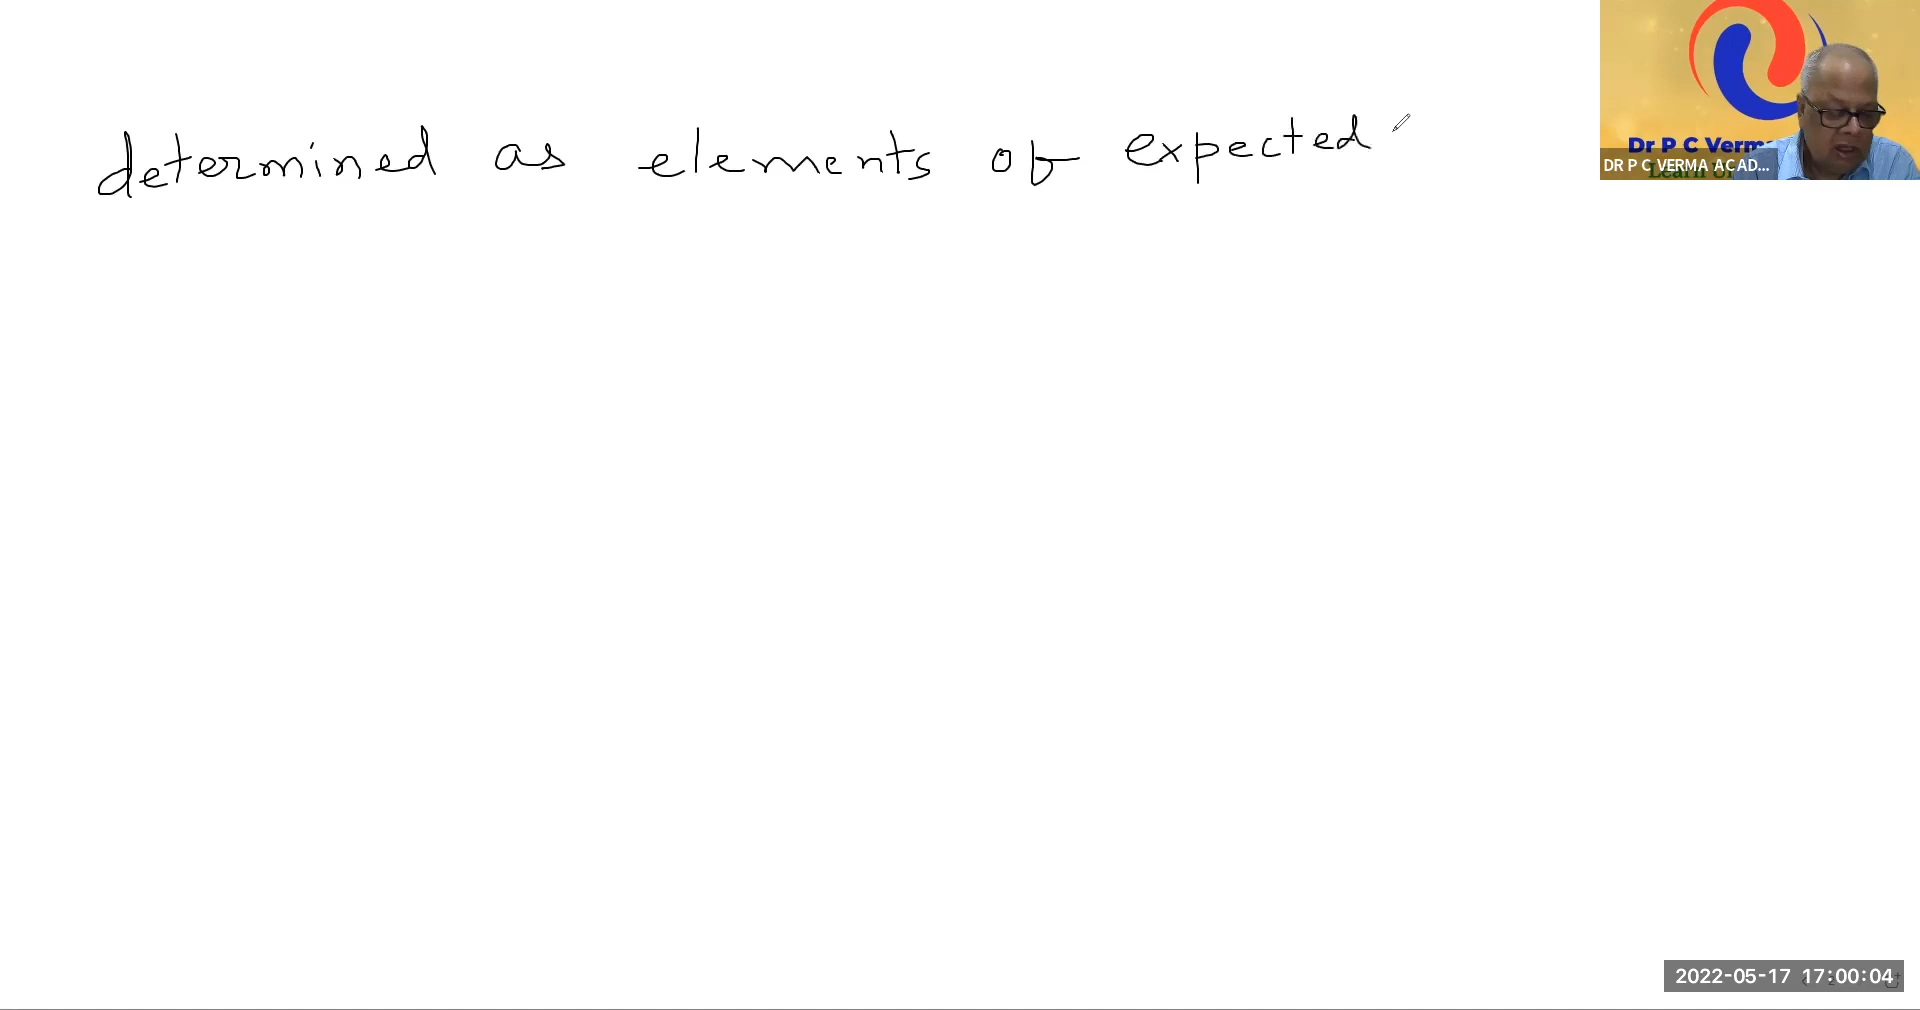 determined as elements of expected
Dr P C Verm
DR P C VERMA ACAD...
2022-05-17 17:00:04